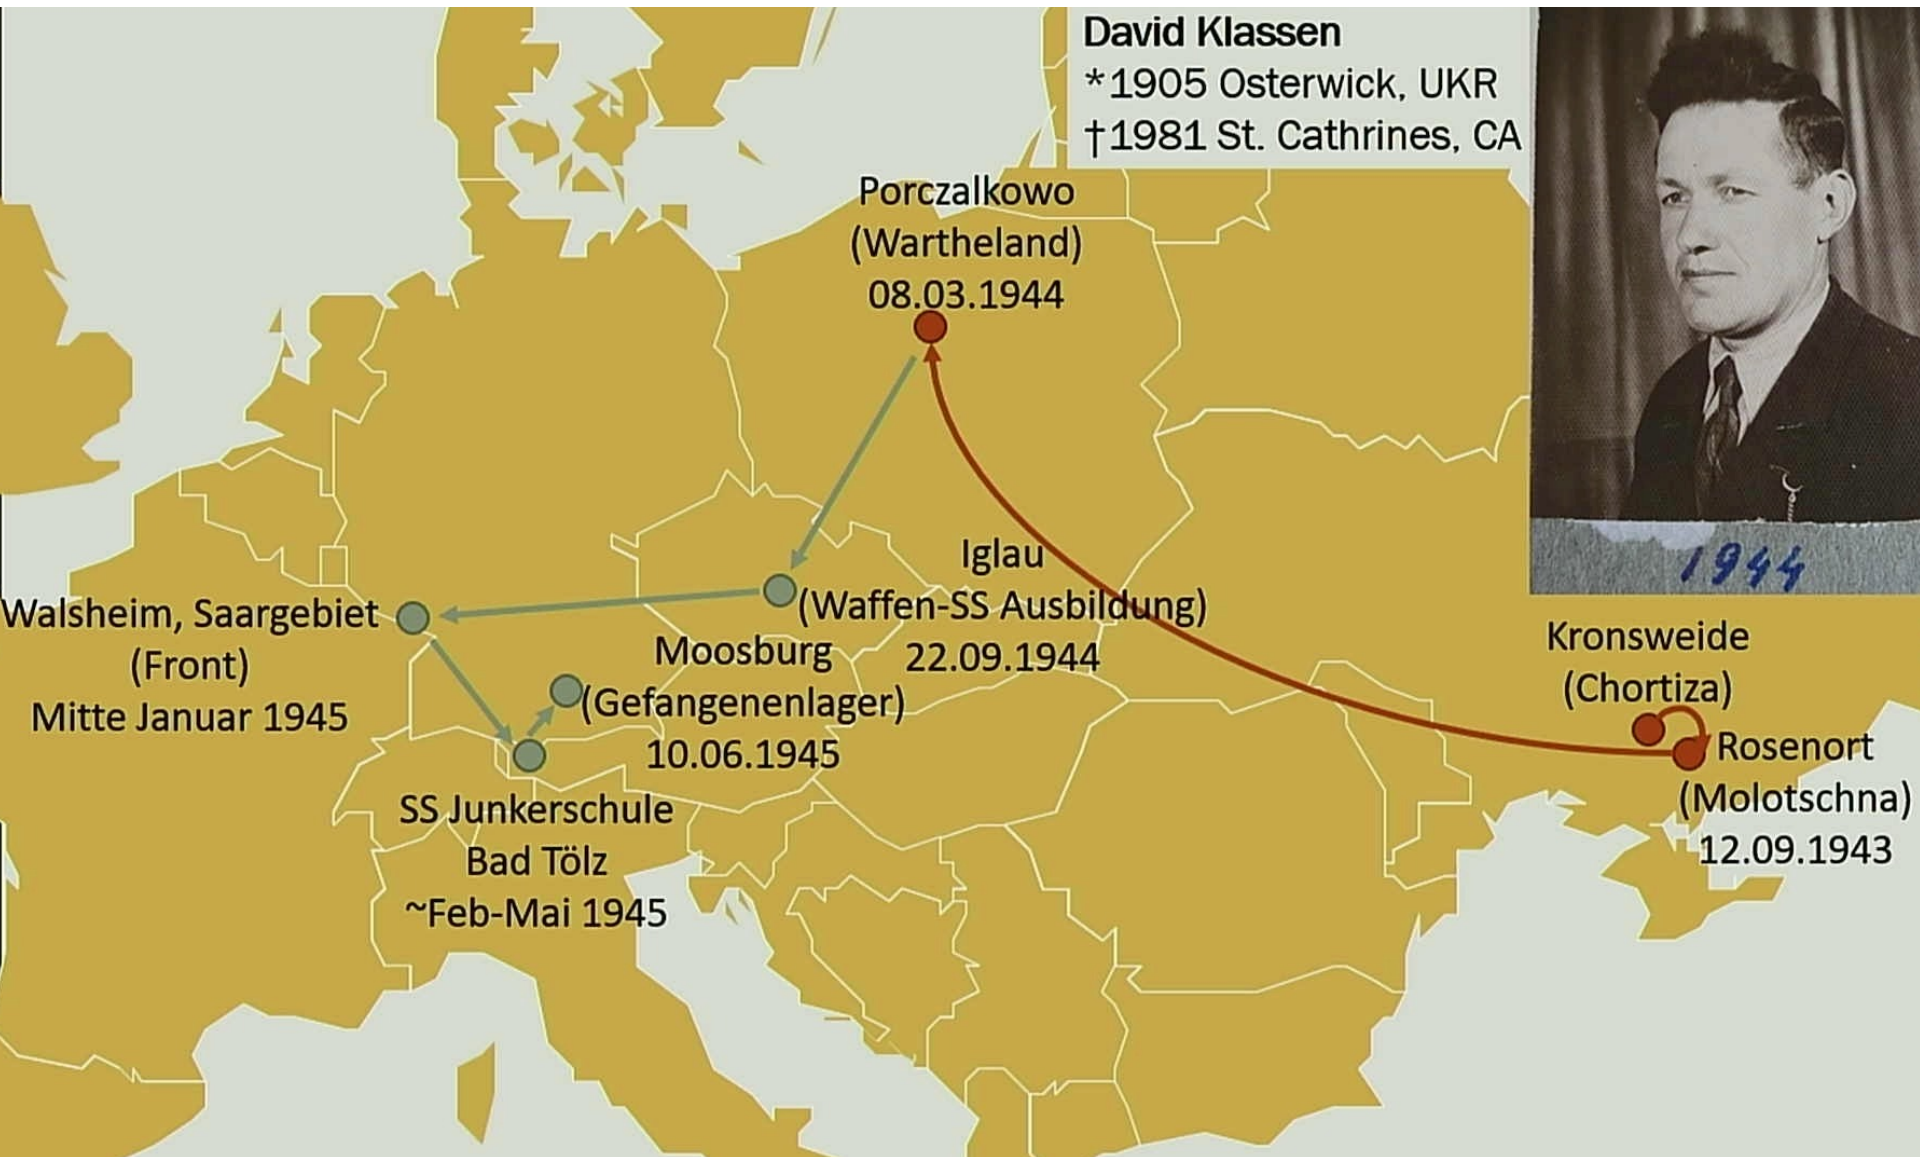 David Klassen
*1905 Osterwick, UKR
†1981 St. Cathrines, CA
1944
Porczalkowo
(Wartheland)
08.03.1944
Iglau
(Waffen-SS Ausbildung)
22.09.1944
Walsheim, Saargebiet
(Front)
Mitte Januar 1945
Moosburg
(Gefangenenlager)
10.06.1945
SS Junkerschule
Bad Tölz
~Feb-Mai 1945
Kronsweide
(Chortiza)
Rosenort
(Molotschna)
12.09.1943